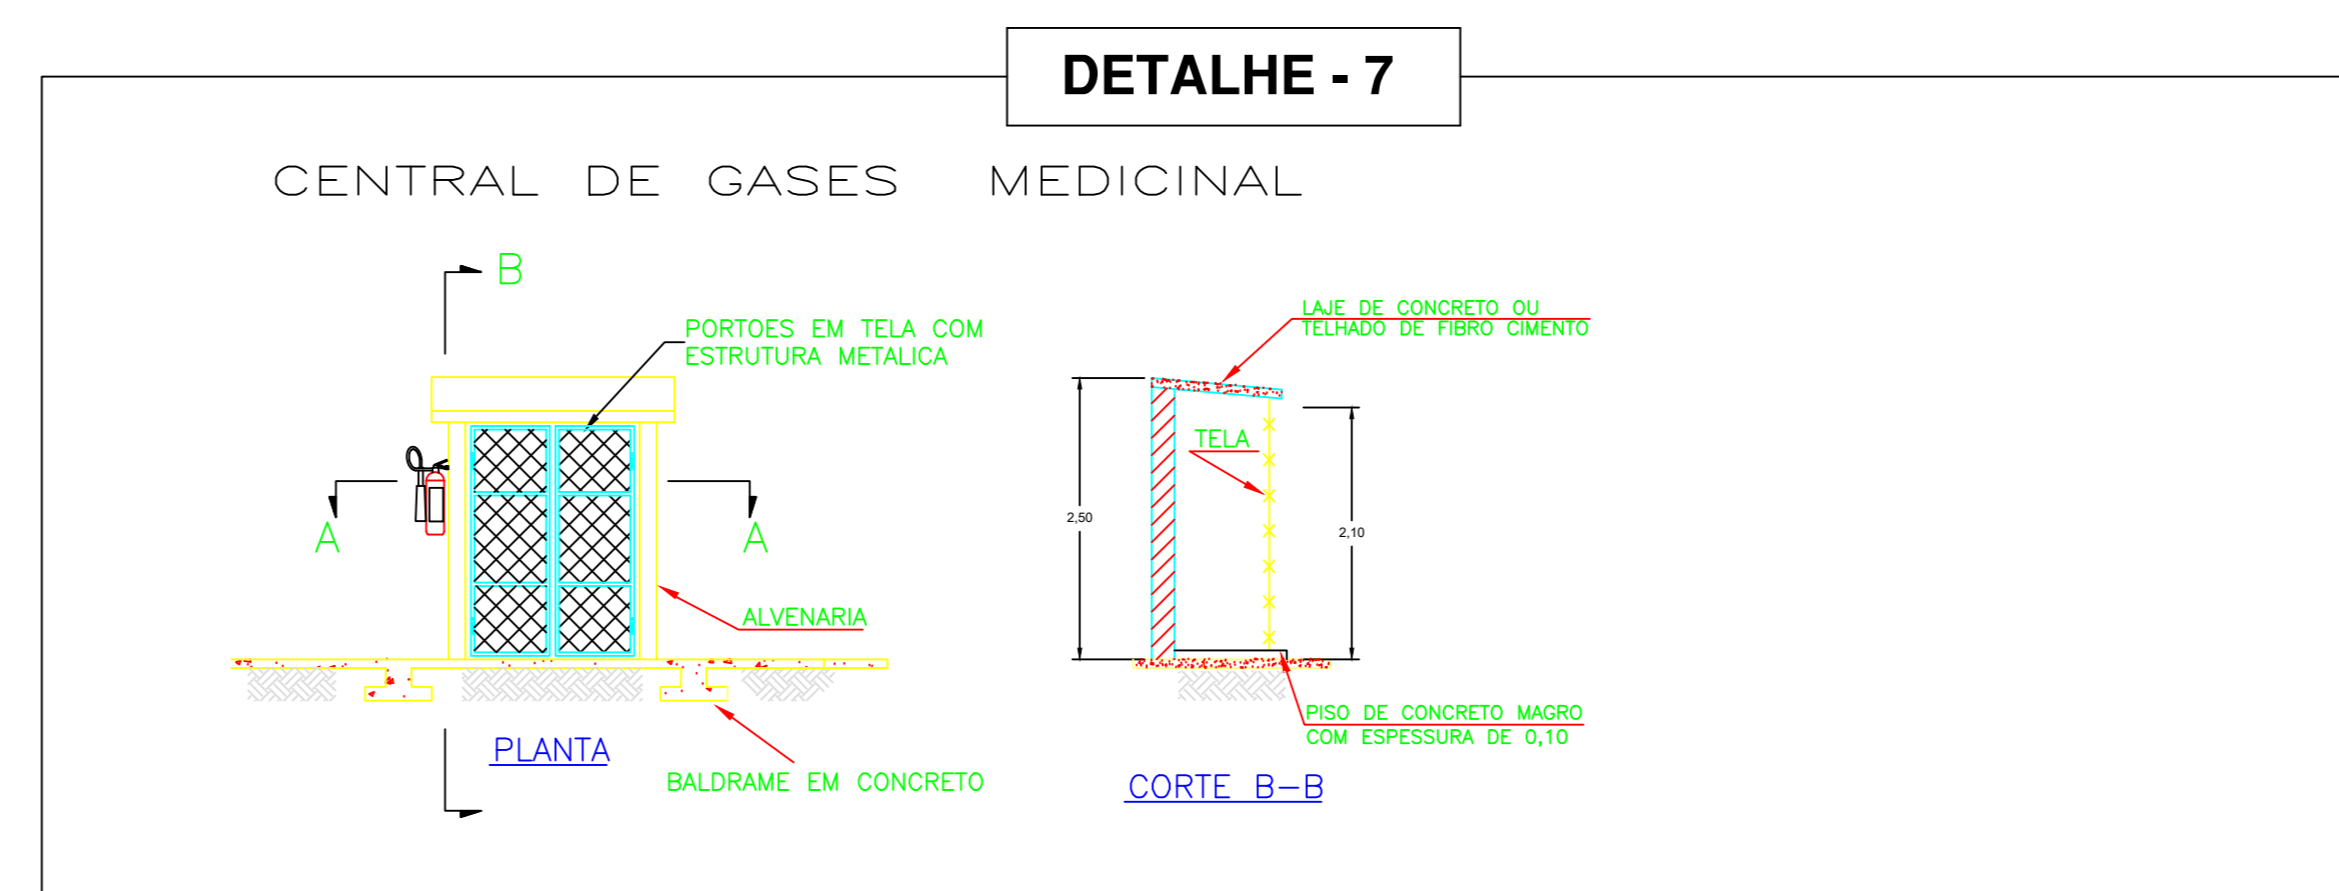 DETALHE - 7
CENTRAL DE GASES MEDICINAL
B
PORTOES EM TELA COM
ESTRUTURA METALICA
A
A
ALVENARIA
PLANTA
BALDRAME EM CONCRETO
LAJE DE CONCRETO OU
TELHADO DE FIBRO CIMENTO
TELA
2,50
2,10
PISO DE CONCRETO MAGRO
COM ESPESSURA DE 0,10
CORTE B-B